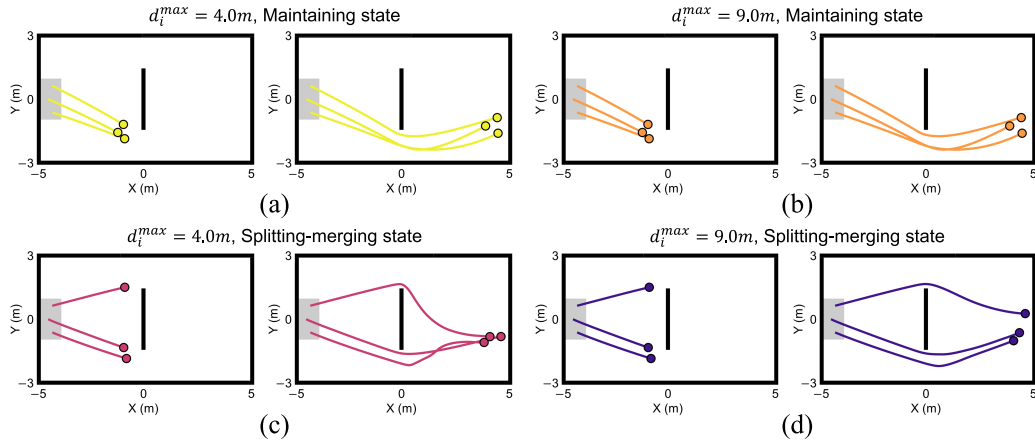 d_i^{max} = 4.0m, Maintaining state
d_i^{max} = 9.0m, Maintaining state
3
0
−3
Y (m)
−5 0 5
X (m)
3
0
−3
Y (m)
−5 0 5
X (m)
3
0
−3
Y (m)
−5 0 5
X (m)
3
0
−3
Y (m)
−5 0 5
X (m)
(a)
(b)
d_i^{max} = 4.0m, Splitting-merging state
d_i^{max} = 9.0m, Splitting-merging state
3
0
−3
Y (m)
−5 0 5
X (m)
3
0
−3
Y (m)
−5 0 5
X (m)
3
0
−3
Y (m)
−5 0 5
X (m)
3
0
−3
Y (m)
−5 0 5
X (m)
(c)
(d)